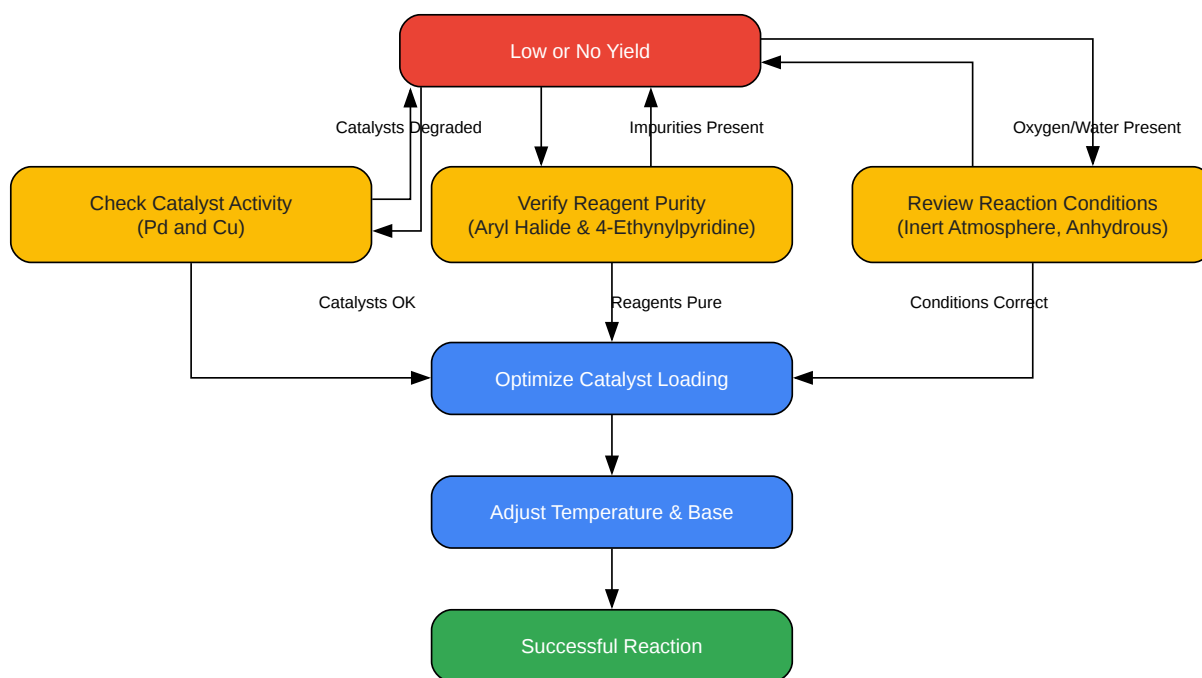 Low or No Yield
Catalysts Degraded
Impurities Present
Oxygen/Water Present
Check Catalyst Activity
(Pd and Cu)
Verify Reagent Purity
(Aryl Halide & 4-Ethynylpyridine)
Review Reaction Conditions
(Inert Atmosphere, Anhydrous)
Catalysts OK
Reagents Pure
Conditions Correct
Optimize Catalyst Loading
Adjust Temperature & Base
Successful Reaction